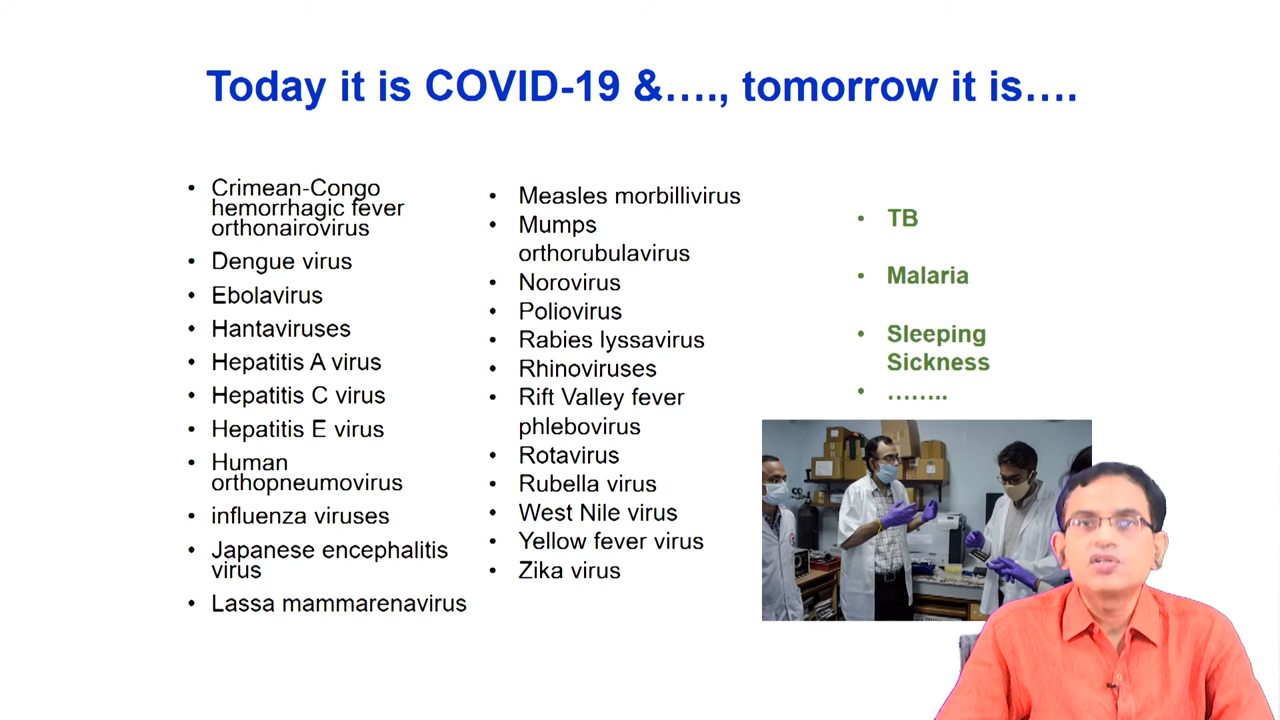 Today it is COVID-19 &...., tomorrow it is....
• Crimean-Congo
hemorrhagic fever
orthonairovirus
• Dengue virus
• Ebolavirus
• Hantaviruses
• Hepatitis A virus
• Hepatitis C virus
• Hepatitis E virus
• Human
orthopneumovirus
• influenza viruses
• Japanese encephalitis
virus
• Lassa mammarenavirus
• Measles morbillivirus
• Mumps
orthorubulavirus
• Norovirus
• Poliovirus
• Rabies lyssavirus
• Rhinoviruses
• Rift Valley fever
phlebovirus
• Rotavirus
• Rubella virus
• West Nile virus
• Yellow fever virus
• Zika virus
• TB
• Malaria
• Sleeping
Sickness
• ........